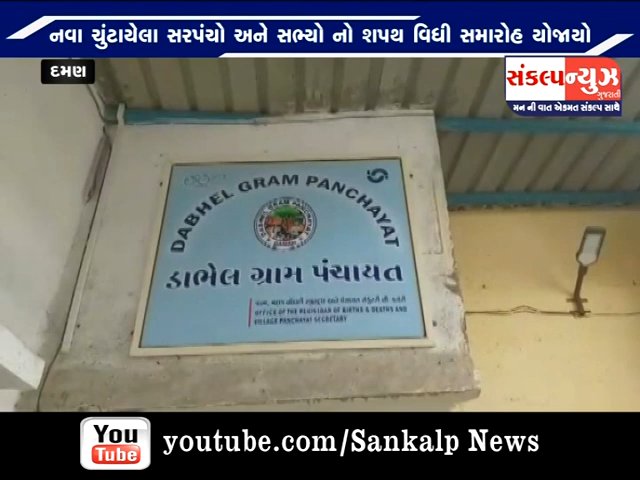 નવા ચુંટાયેલા સરપંચો અને સભ્યો નો શપથ વિધી સમારોહ યોજાયો
દમણ
સંકલ્પન્યુઝ
ગુજરાતી
મન ની વાત એકમત સંકલ્પ સાથે
DABHEL GRAM PANCHAYAT
ડાભેલ ગ્રામ પંચાયત
OFFICE OF THE REGISTRAR OF BIRTHS & DEATHS AND
VILLAGE PANCHAYAT SECRETARY
You
Tube
youtube.com/Sankalp News